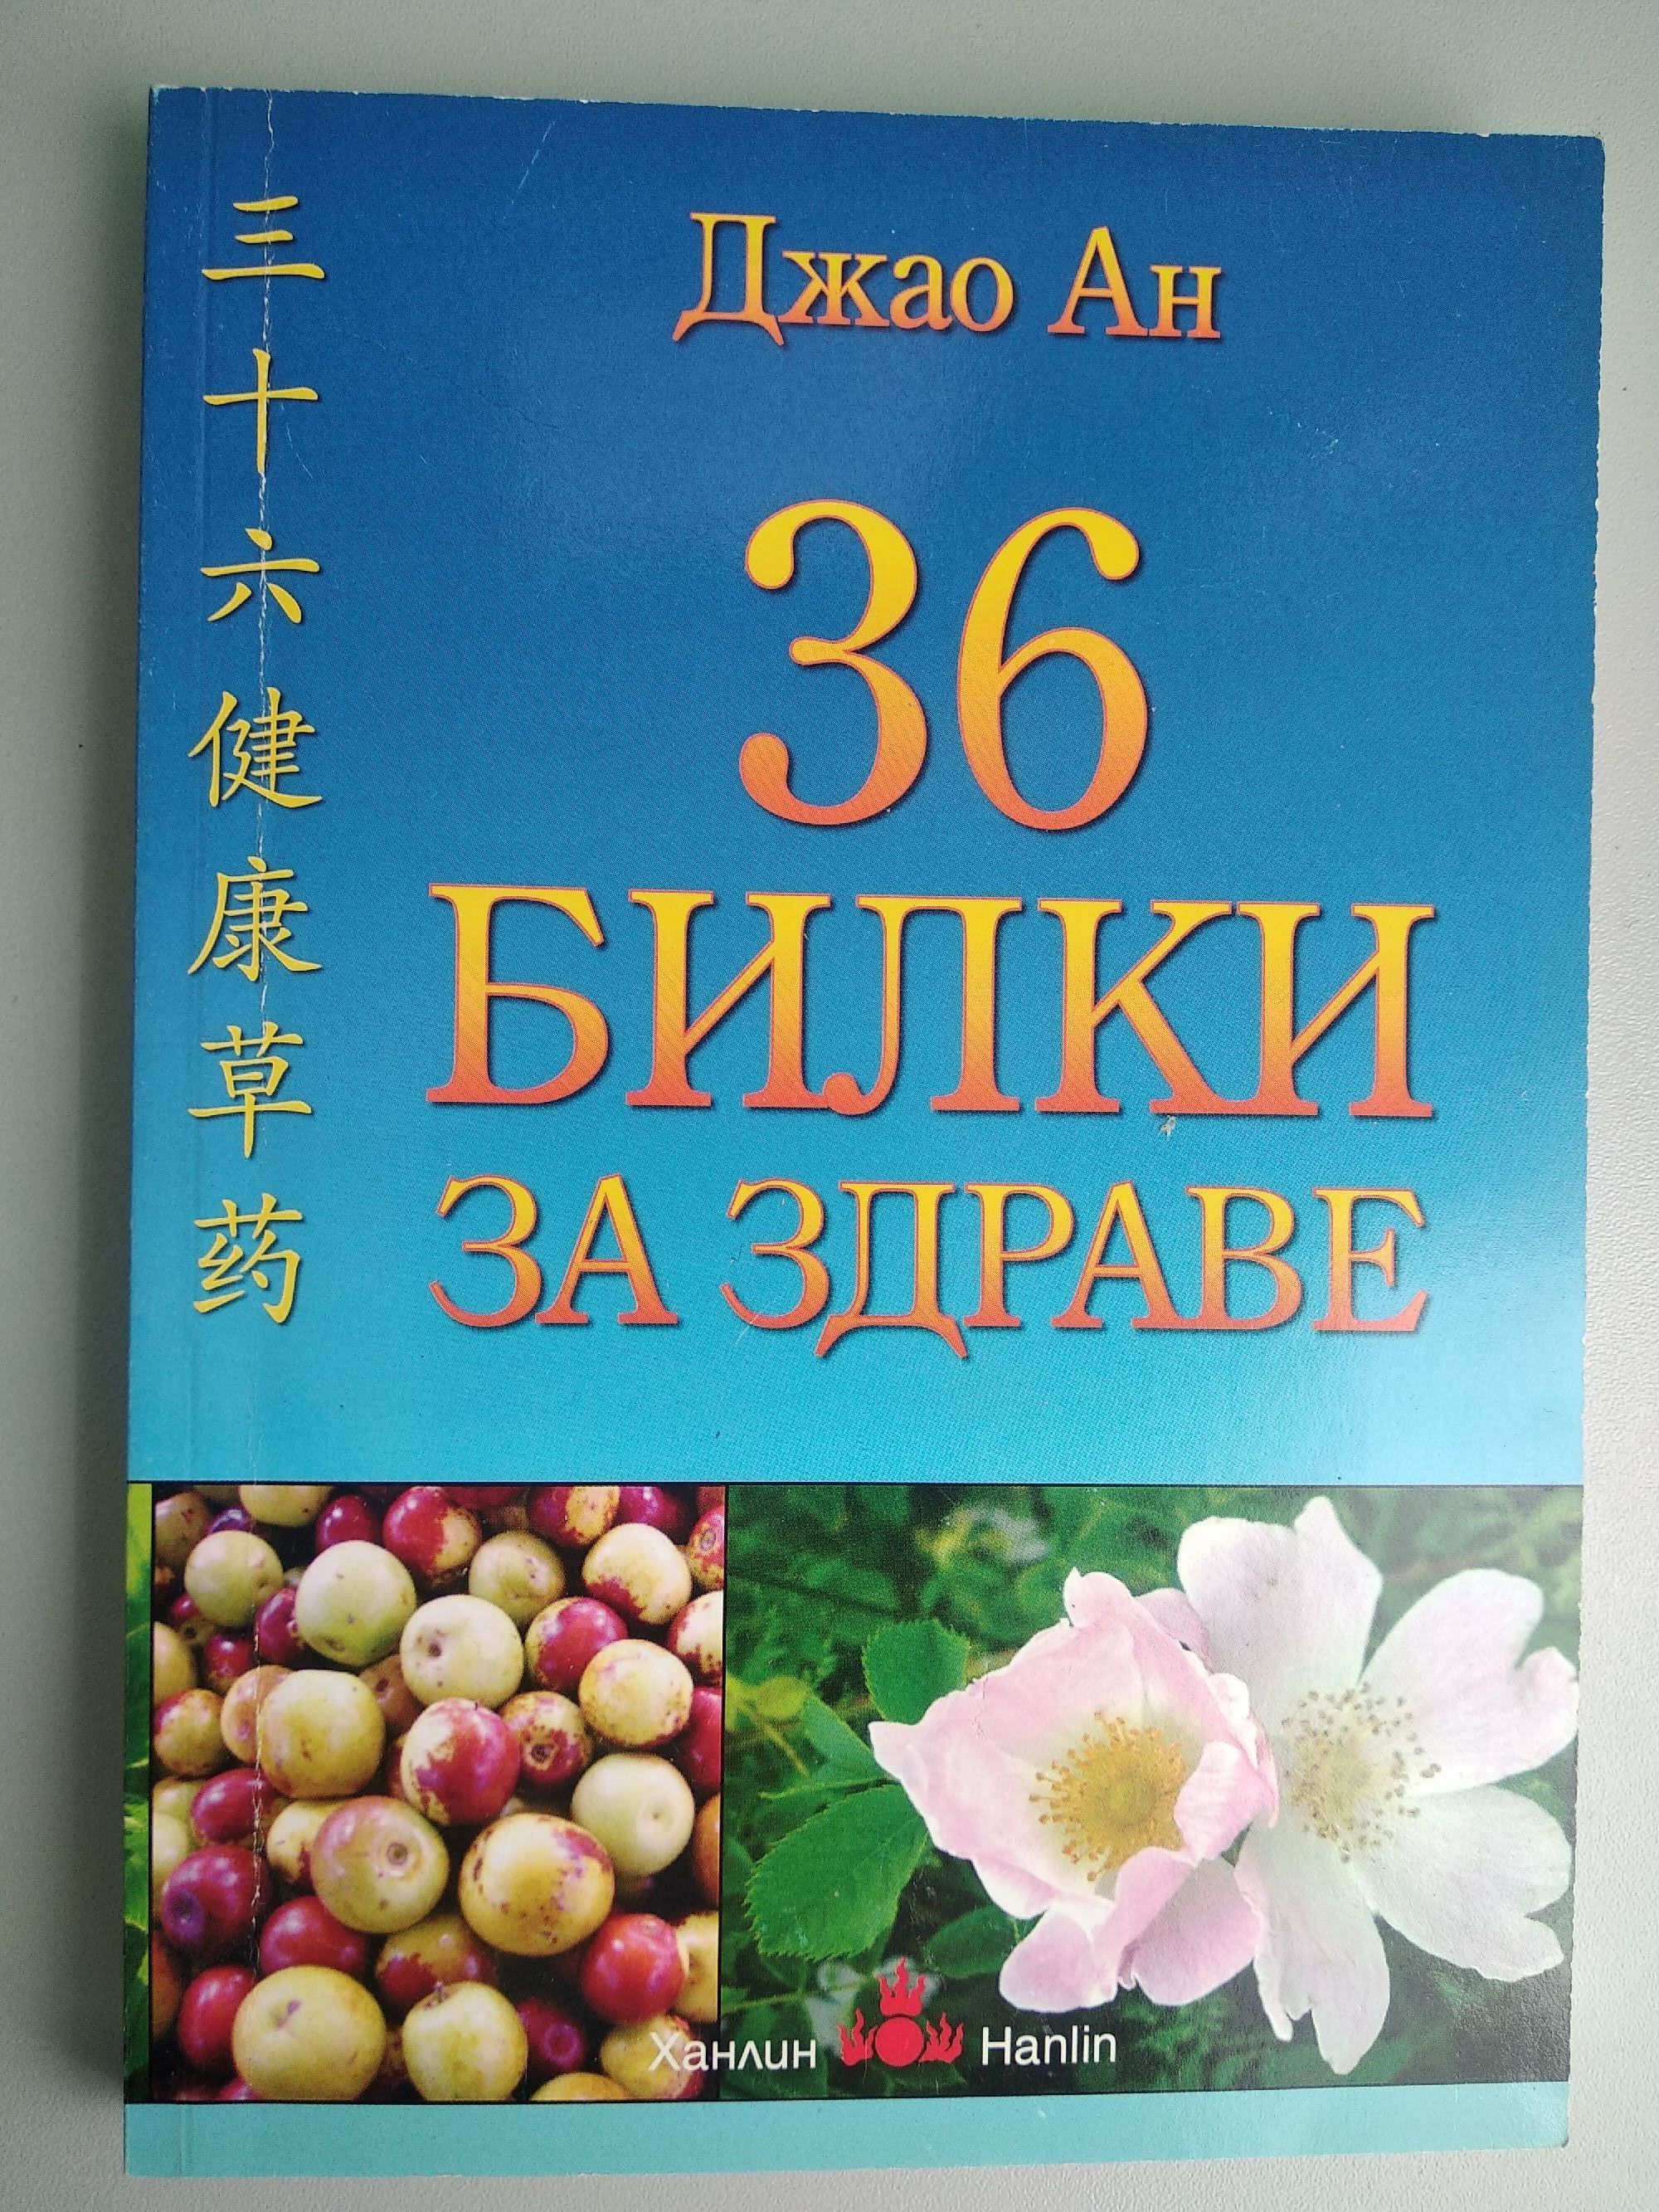 三十六健康草药
Джао Ан
36
БИЛКИ
ЗА ЗДРАВЕ
Ханлин Hanlin